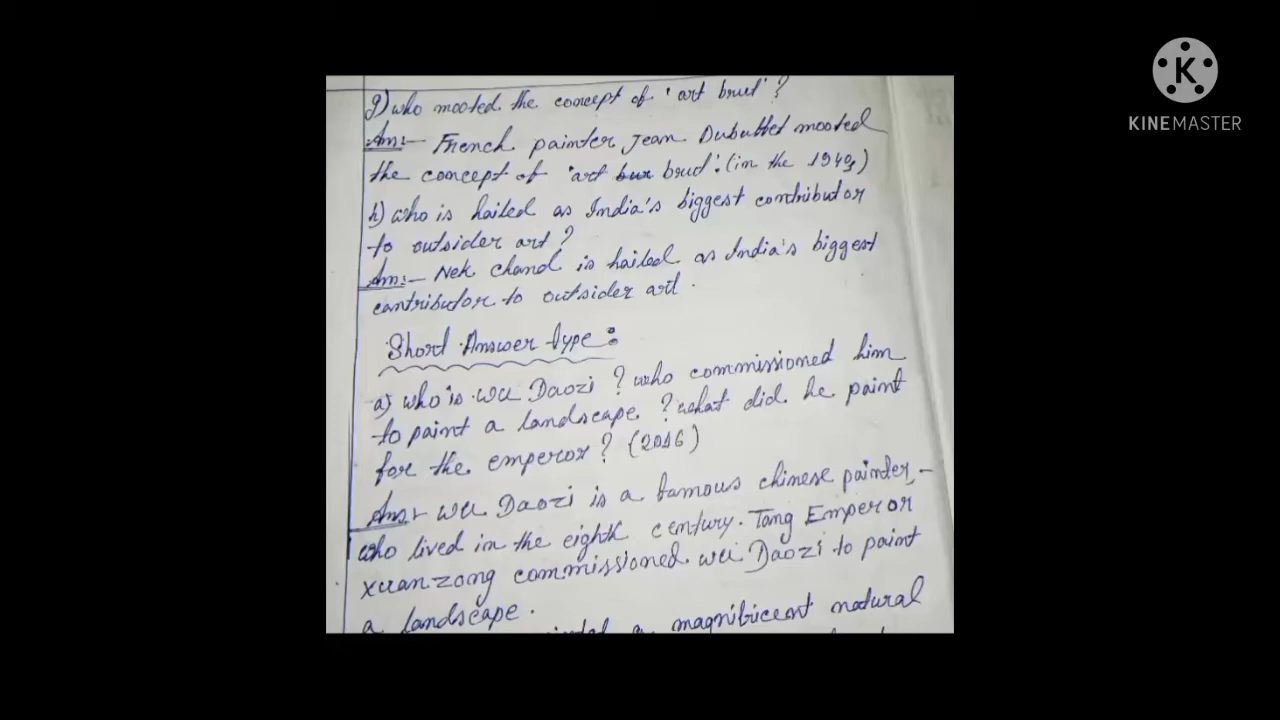 g) who mooted the concept of 'art brut'?
Ans:- French painter Jean Dubuttet mooted
the concept of 'art brut'. (in the 1940s)
h) who is hailed as India's biggest contributor
to outsider art?
Ans:- Nek chand is hailed as India's biggest
contributor to outsider art.
Short Answer type:
a) who is wu Daozi? who commissioned him
to paint a landscape? what did he paint
for the emperor? (2016)
Ans:- wu Daozi is a famous chinese painter,-
who lived in the eighth century. Tang Emperor
xuanzong commissioned wu Daozi to paint
a landscape.
a magnificent natural
KINEMASTER